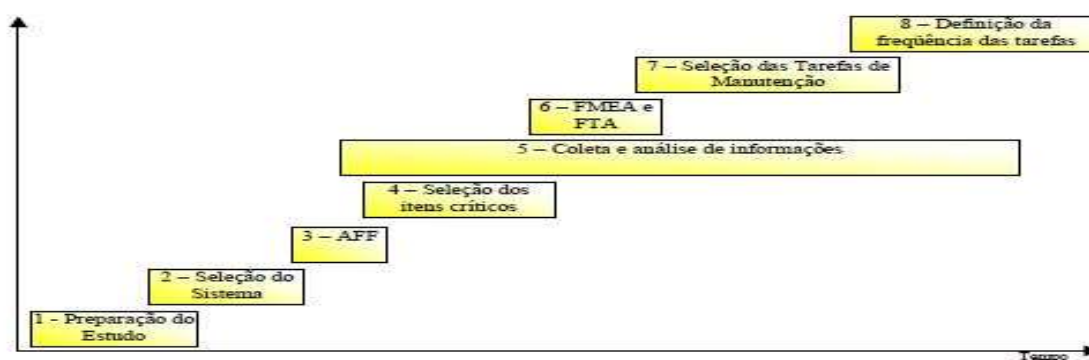 8 – Definição da
freqüência das tarefas
7 – Seleção das Tarefas de
Manutenção
6 – FMEA e
FTA
5 – Coleta e análise de informações
4 – Seleção dos
itens críticos
3 – AFF
2 – Seleção do
Sistema
1 - Preparação do
Estudo
Tempo